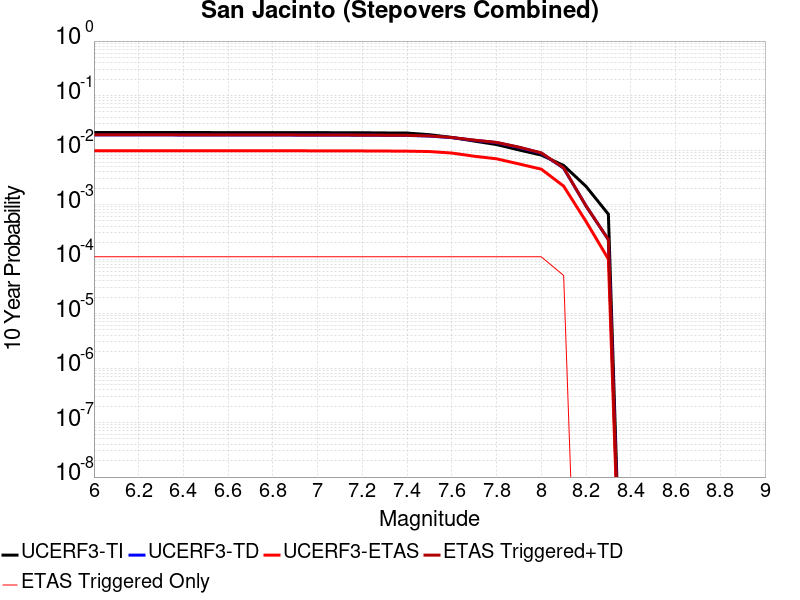 San Jacinto (Stepovers Combined)
10^0
10^-1
10^-2
10^-3
10^-4
10^-5
10^-6
10^-7
10^-8
10 Year Probability
6 6.2 6.4 6.6 6.8 7 7.2 7.4 7.6 7.8 8 8.2 8.4 8.6 8.8 9
Magnitude
UCERF3-TI UCERF3-TD UCERF3-ETAS ETAS Triggered+TD
ETAS Triggered Only